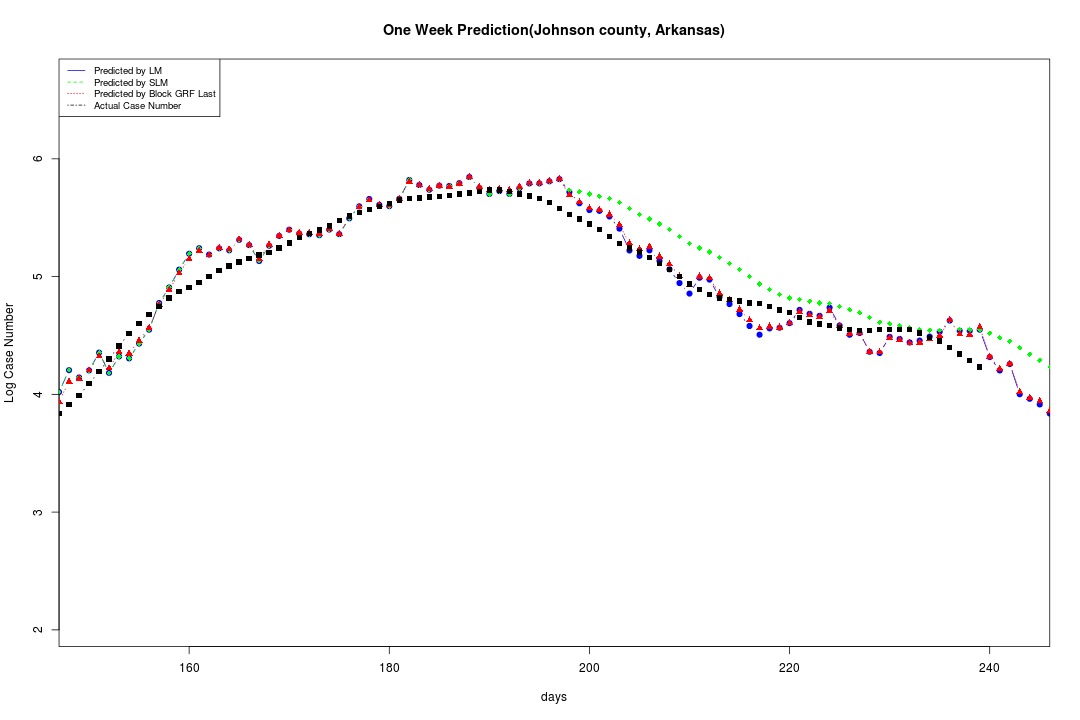 One Week Prediction(Johnson county, Arkansas)
Predicted by LM
Predicted by SLM
Predicted by Block GRF Last
Actual Case Number
Log Case Number
6
5
4
3
2
160 180 200 220 240
days